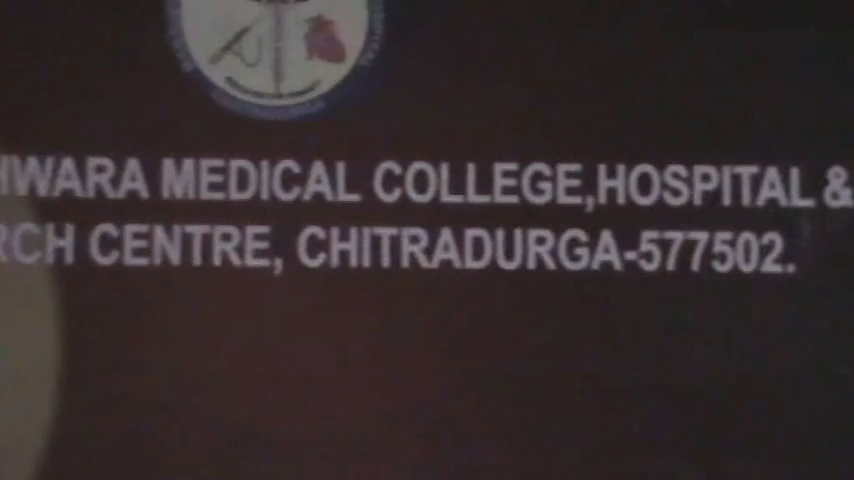 HWARA MEDICAL COLLEGE,HOSPITAL &
RCH CENTRE, CHITRADURGA-577502.